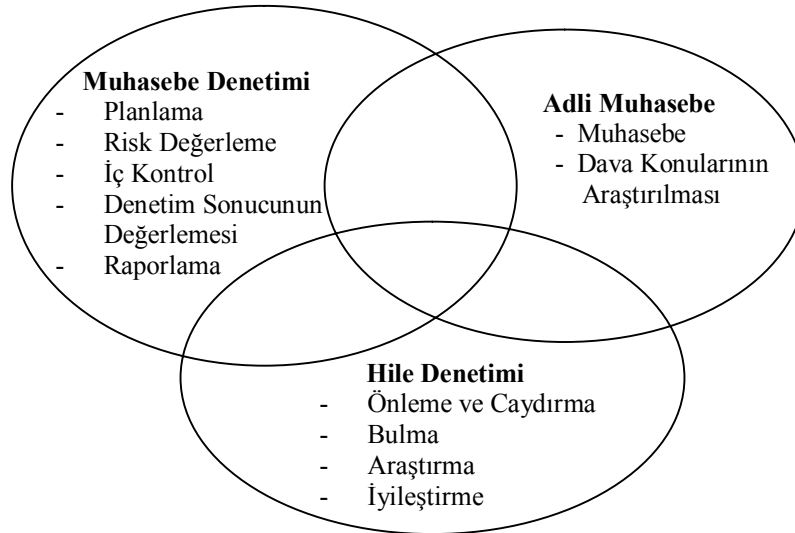 Muhasebe Denetimi
- Planlama
- Risk Değerleme
- İç Kontrol
- Denetim Sonucunun
Değerlemesi
- Raporlama
Adli Muhasebe
- Muhasebe
- Dava Konularının
Araştırılması
Hile Denetimi
- Önleme ve Caydırma
- Bulma
- Araştırma
- İyileştirme